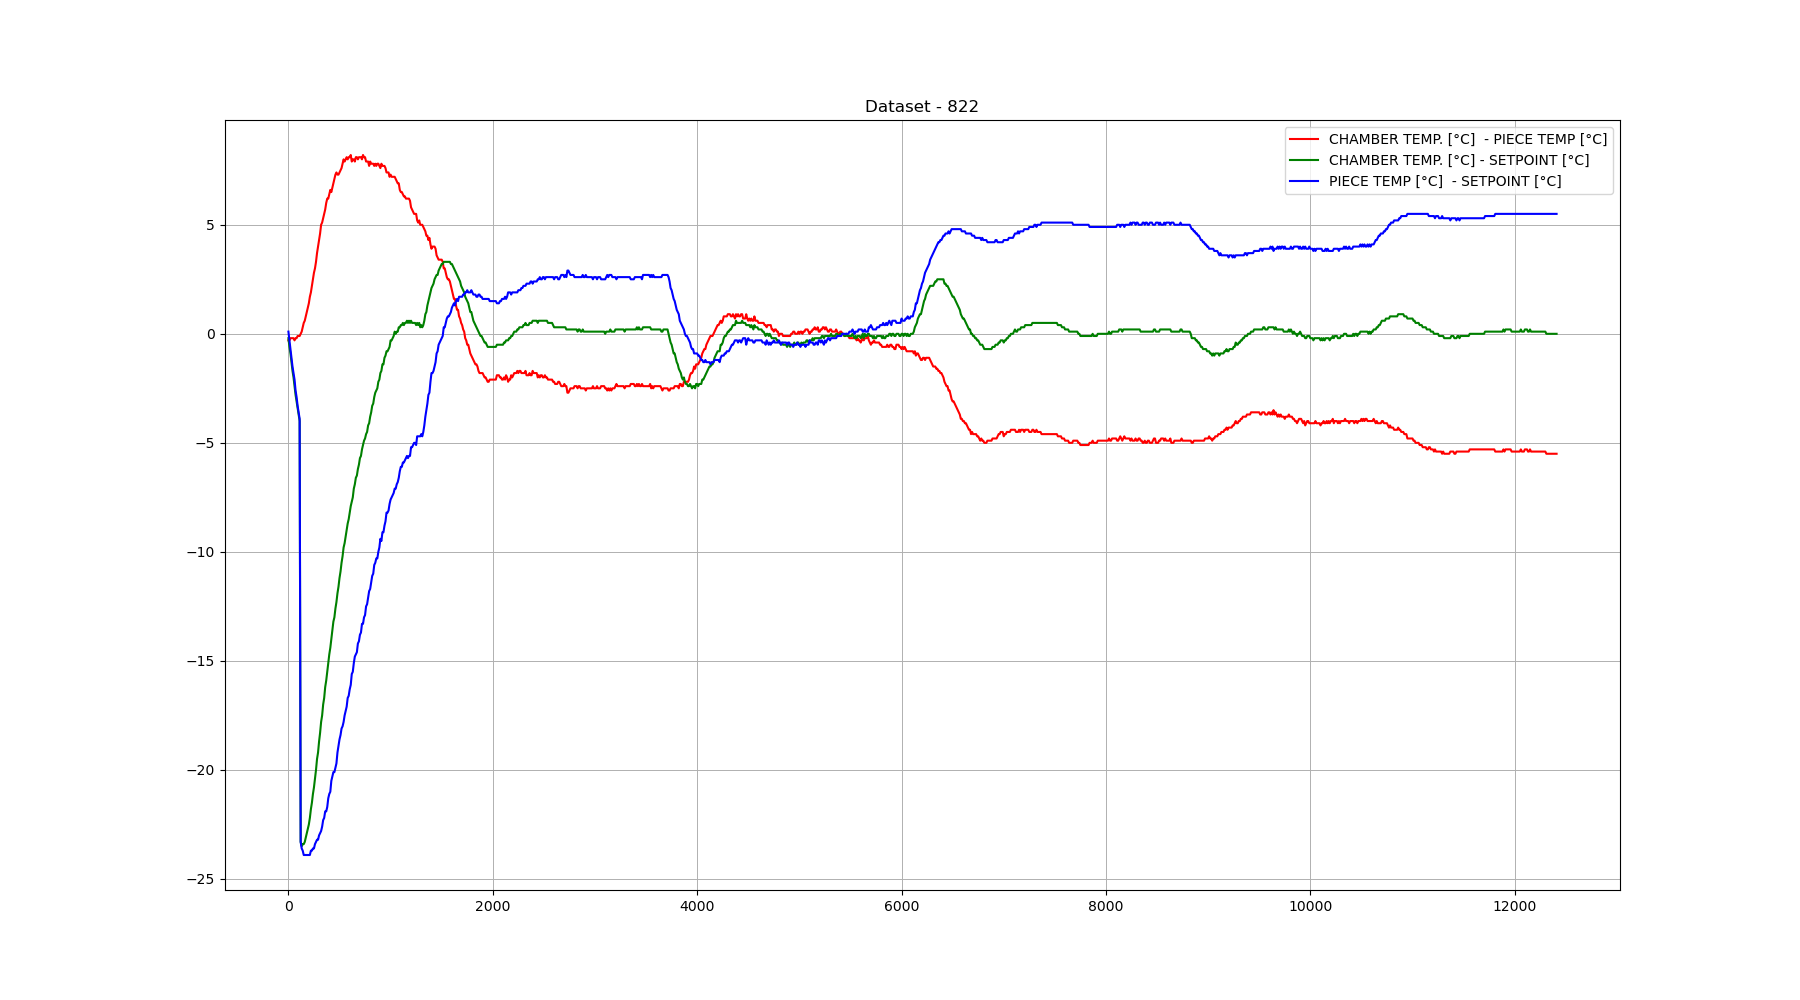 Dataset - 822
CHAMBER TEMP. [°C]  - PIECE TEMP [°C]
CHAMBER TEMP. [°C] - SETPOINT [°C]
PIECE TEMP [°C]  - SETPOINT [°C]
5
0
−5
−10
−15
−20
−25
0 2000 4000 6000 8000 10000 12000